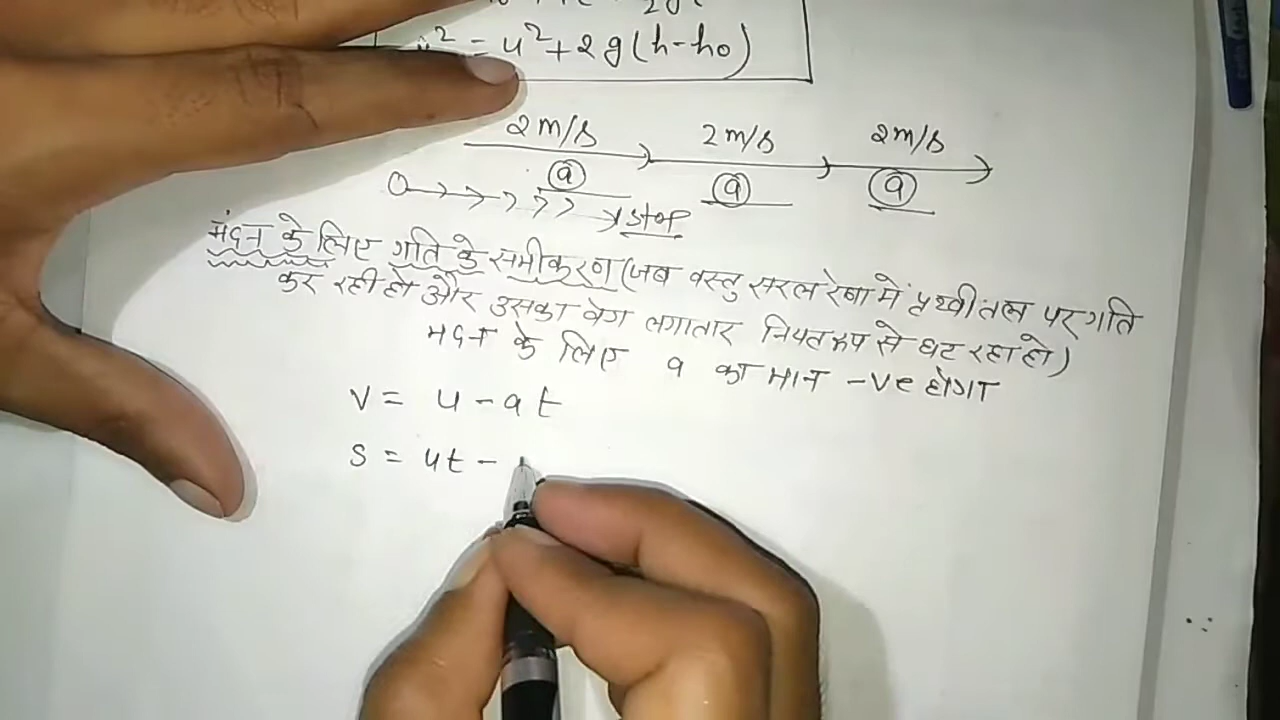 ² = u² + 2g(h-h0)
2m/s 2m/s 2m/s
a a a
stop
मंदन के लिए गति के समीकरण (जब वस्तु सरल रेखा में पृथ्वी तल पर गति
कर रही हो और उसका वेग लगातार नियत रूप से घट रहा हो)
मंदन के लिए a का मान -ve होगा
v = u - at
s = ut -